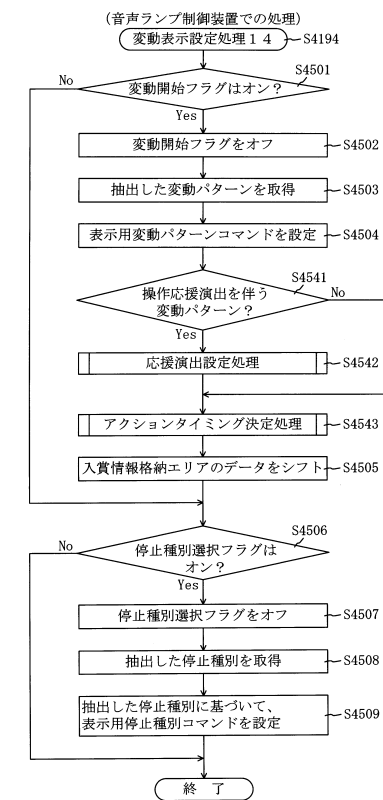 （音声ランプ制御装置での処理）
変動表示設定処理１４
S4194
S4501
No
変動開始フラグはオン？
Yes
変動開始フラグをオフ
S4502
抽出した変動パターンを取得
S4503
表示用変動パターンコマンドを設定
S4504
S4541
操作応援演出を伴う
変動パターン？
No
Yes
応援演出設定処理
S4542
アクションタイミング決定処理
S4543
入賞情報格納エリアのデータをシフト
S4505
S4506
No
停止種別選択フラグは
オン？
Yes
停止種別選択フラグをオフ
S4507
抽出した停止種別を取得
S4508
抽出した停止種別に基づいて、
表示用停止種別コマンドを設定
S4509
終　了